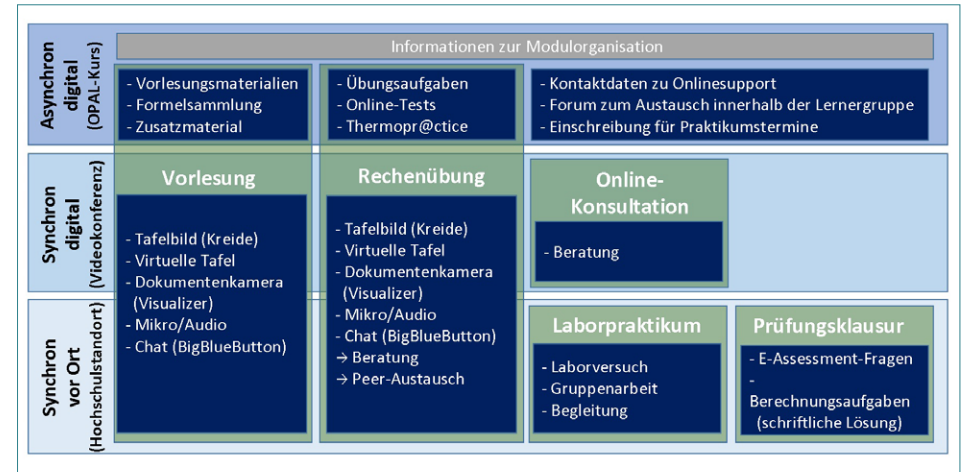 Asynchron
digital
(OPAL-Kurs)
Informationen zur Modulorganisation
- Vorlesungsmaterialien
- Formelsammlung
- Zusatzmaterial
- Übungsaufgaben
- Online-Tests
- Thermopr@ctice
- Kontaktdaten zu Onlinesupport
- Forum zum Austausch innerhalb der Lernergruppe
- Einschreibung für Praktikumstermine
Synchron
digital
(Videokonferenz)
Vorlesung
- Tafelbild (Kreide)
- Virtuelle Tafel
- Dokumentenkamera
(Visualizer)
- Mikro/Audio
- Chat (BigBlueButton)
Rechenübung
- Tafelbild (Kreide)
- Virtuelle Tafel
- Dokumentenkamera
(Visualizer)
- Mikro/Audio
- Chat (BigBlueButton)
→ Beratung
→ Peer-Austausch
Online-
Konsultation
- Beratung
Synchron
vor Ort
(Hochschulstandort)
Laborpraktikum
- Laborversuch
- Gruppenarbeit
- Begleitung
Prüfungsklausur
- E-Assessment-Fragen
-
Berechnungsaufgaben
(schriftliche Lösung)